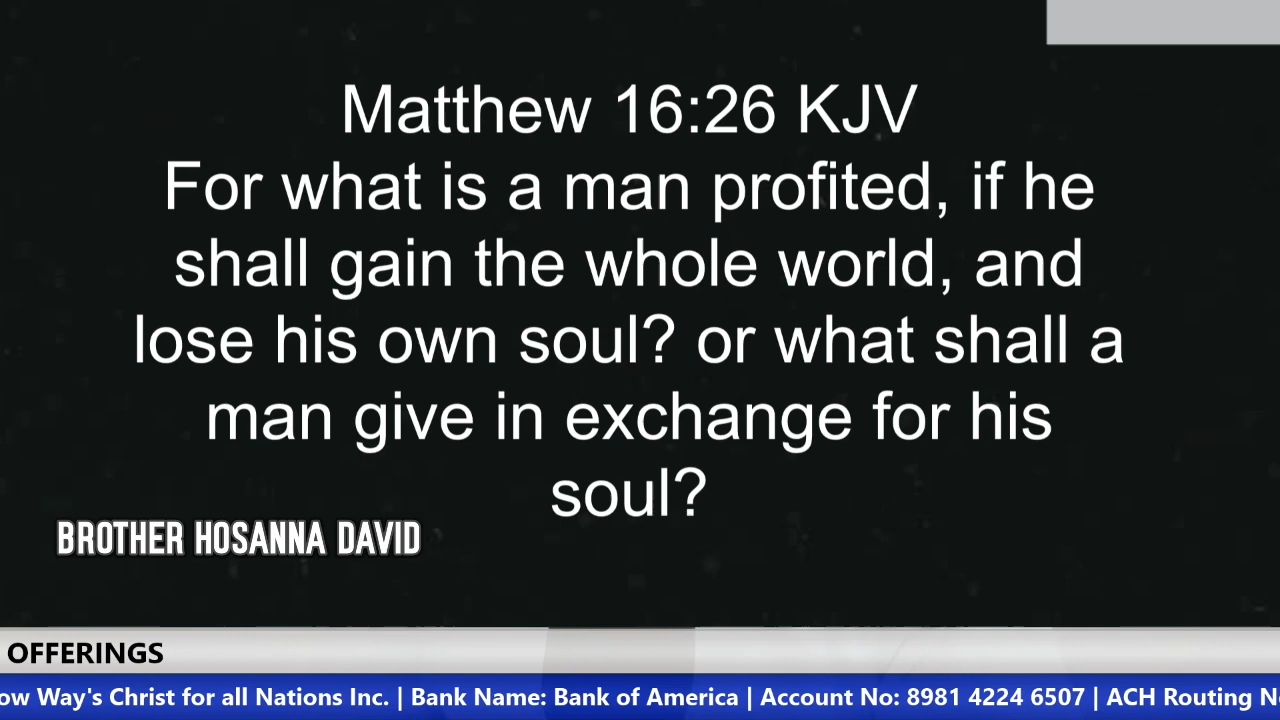 Matthew 16:26 KJV
For what is a man profited, if he
shall gain the whole world, and
lose his own soul? or what shall a
man give in exchange for his
soul?
BROTHER HOSANNA DAVID
OFFERINGS
ow Way's Christ for all Nations Inc. | Bank Name: Bank of America | Account No: 8981 4224 6507 | ACH Routing N